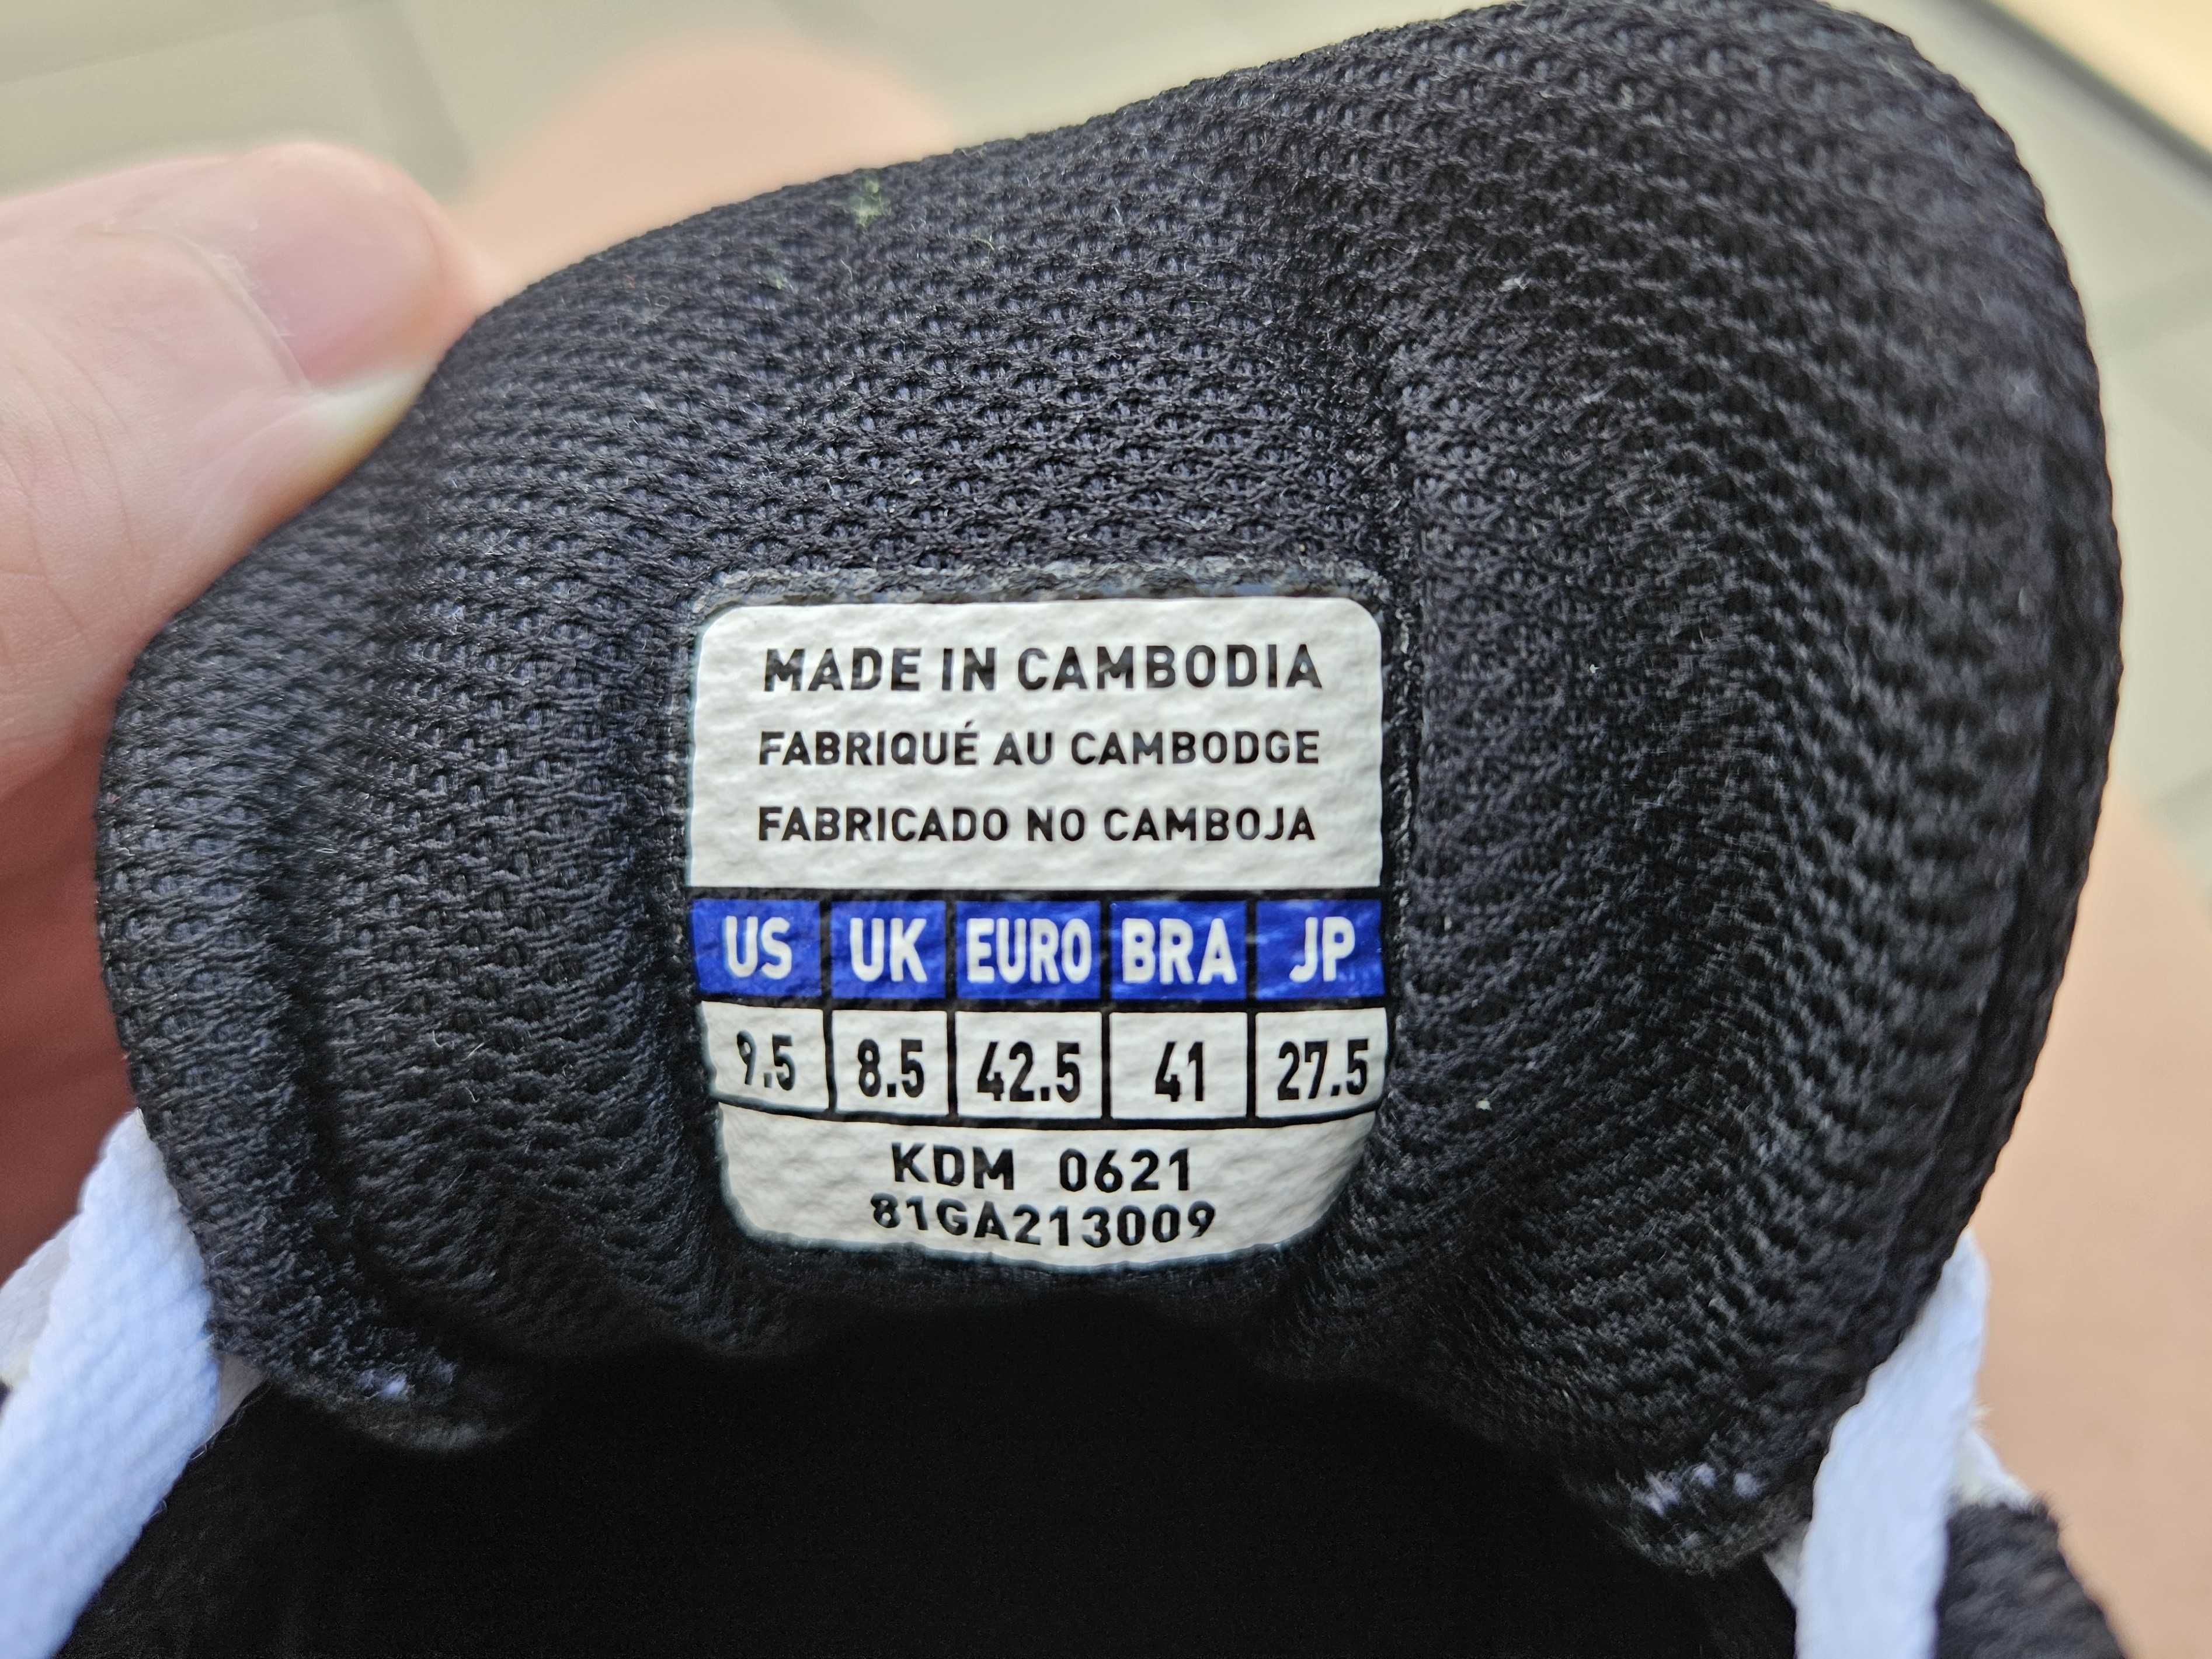 MADE IN CAMBODIA
FABRIQUÉ AU CAMBODGE
FABRICADO NO CAMBOJA
US UK EURO BRA JP
9.5 8.5 42.5 41 27.5
KDM 0621
81GA213009